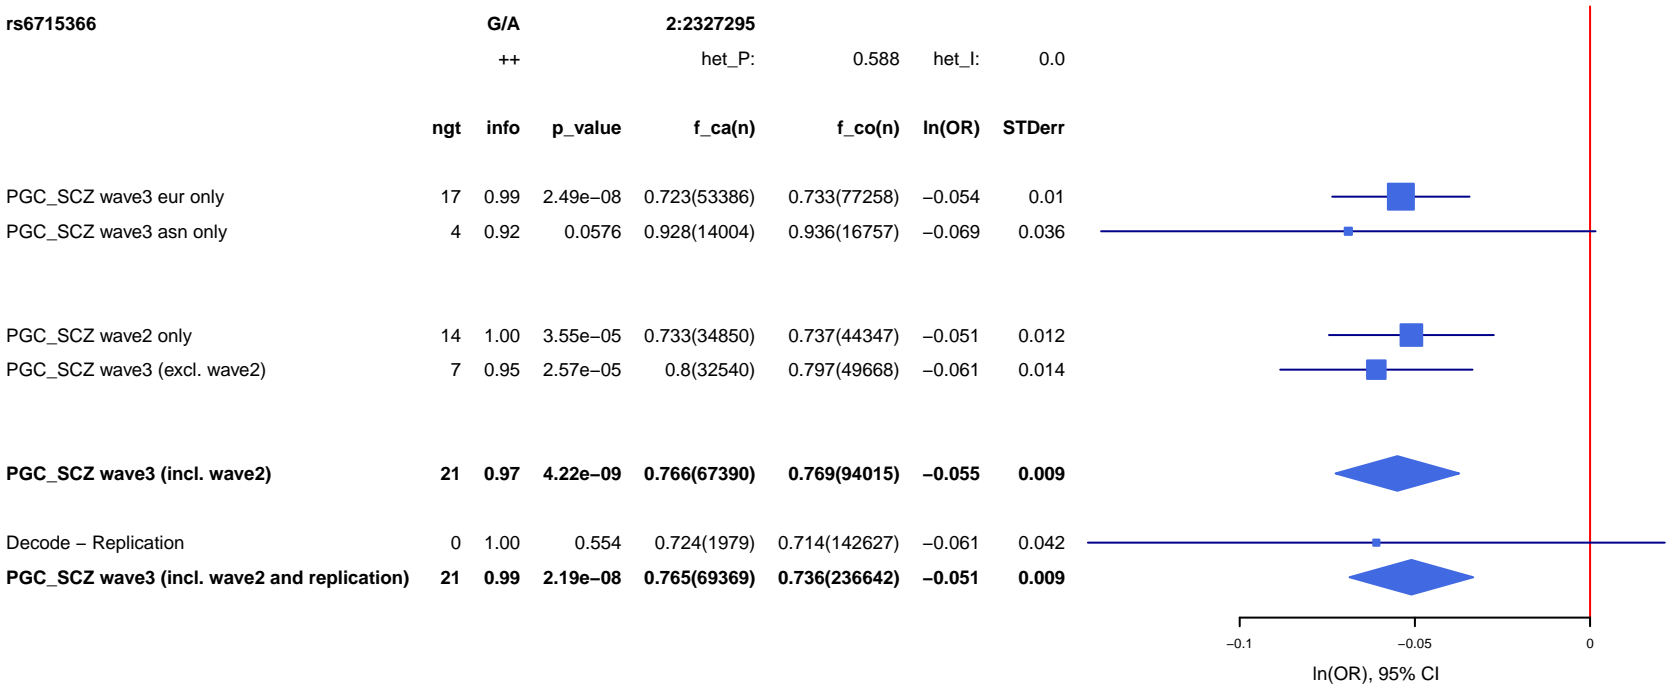 rs6715366 G/A 2:2327295
++ het_P: 0.588 het_I: 0.0
ngt info p_value f_ca(n) f_co(n) ln(OR) STDerr
PGC_SCZ wave3 eur only 17 0.99 2.49e−08 0.723(53386) 0.733(77258) −0.054 0.01
PGC_SCZ wave3 asn only 4 0.92 0.0576 0.928(14004) 0.936(16757) −0.069 0.036
PGC_SCZ wave2 only 14 1.00 3.55e−05 0.733(34850) 0.737(44347) −0.051 0.012
PGC_SCZ wave3 (excl. wave2) 7 0.95 2.57e−05 0.8(32540) 0.797(49668) −0.061 0.014
PGC_SCZ wave3 (incl. wave2) 21 0.97 4.22e−09 0.766(67390) 0.769(94015) −0.055 0.009
Decode − Replication 0 1.00 0.554 0.724(1979) 0.714(142627) −0.061 0.042
PGC_SCZ wave3 (incl. wave2 and replication) 21 0.99 2.19e−08 0.765(69369) 0.736(236642) −0.051 0.009
−0.1 −0.05 0
ln(OR), 95% CI